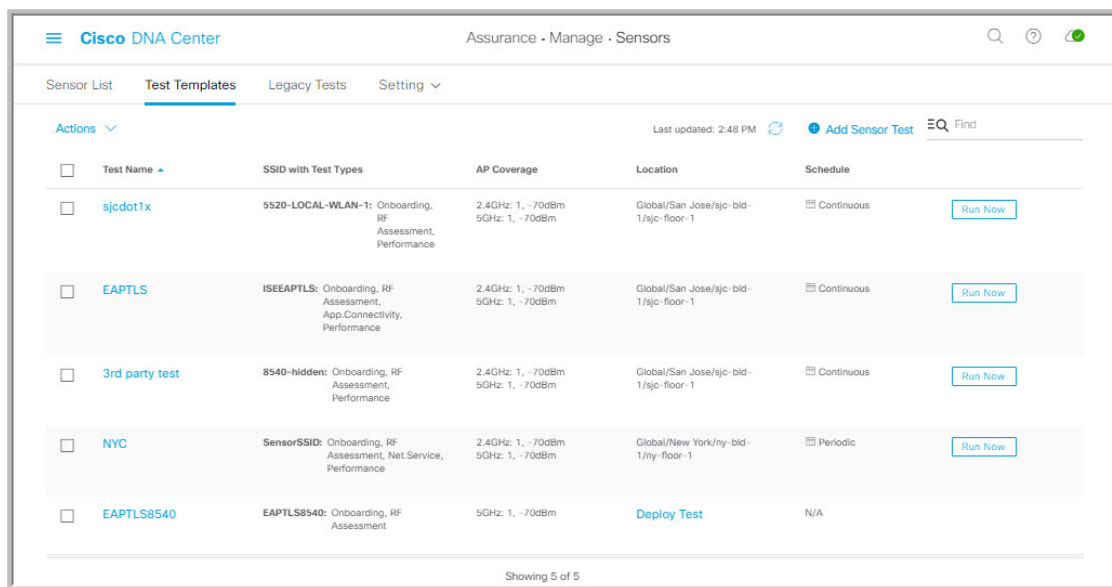 Cisco DNA Center
Assurance • Manage • Sensors
Sensor List Test Templates Legacy Tests Setting
Actions
Last updated: 2:48 PM
Add Sensor Test
Find
Test Name SSID with Test Types AP Coverage Location Schedule
sjcdot1x
5520-LOCAL-WLAN-1: Onboarding,
RF
Assessment,
Performance
2.4GHz: 1, -70dBm
5GHz: 1, -70dBm
Global/San Jose/sjc-bld-
1/sjc-floor-1
Continuous
Run Now
EAPTLS
ISEEAPTLS: Onboarding, RF
Assessment,
App.Connectivity,
Performance
2.4GHz: 1, -70dBm
5GHz: 1, -70dBm
Global/San Jose/sjc-bld-
1/sjc-floor-1
Continuous
Run Now
3rd party test
8540-hidden: Onboarding, RF
Assessment,
Performance
2.4GHz: 1, -70dBm
5GHz: 1, -70dBm
Global/San Jose/sjc-bld-
1/sjc-floor-1
Continuous
Run Now
NYC
SensorSSID: Onboarding, RF
Assessment, Net.Service,
Performance
2.4GHz: 1, -70dBm
5GHz: 1, -70dBm
Global/New York/ny-bld-
1/ny-floor-1
Periodic
Run Now
EAPTLS8540
EAPTLS8540: Onboarding, RF
Assessment
5GHz: 1, -70dBm
Deploy Test
N/A
Showing 5 of 5